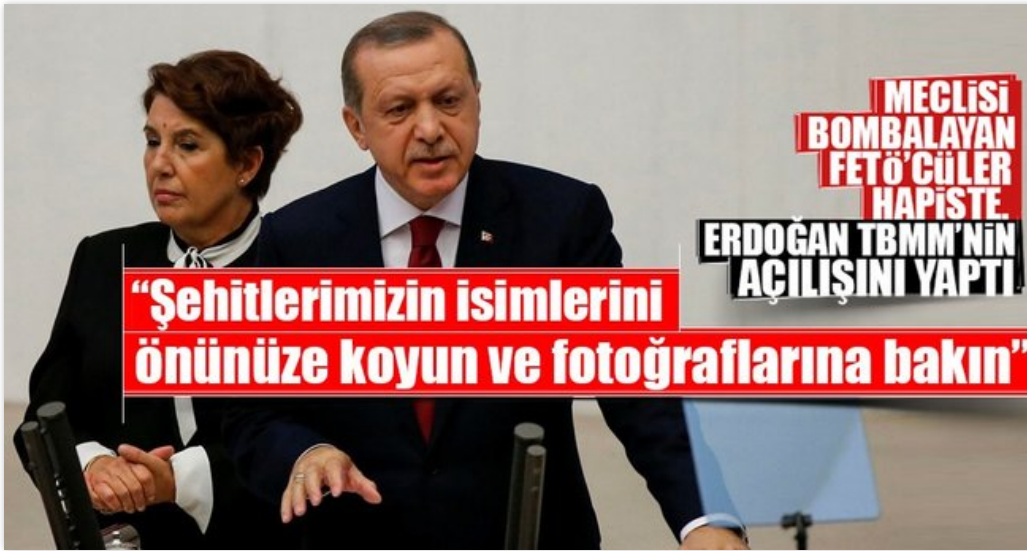 MECLİSİ
BOMBALAYAN
FETÖ'CÜLER
HAPİSTE.
ERDOĞAN TBMM'NİN
AÇILIŞINI YAPTI
“Şehitlerimizin isimlerini
önünüze koyun ve fotoğraflarına bakın”